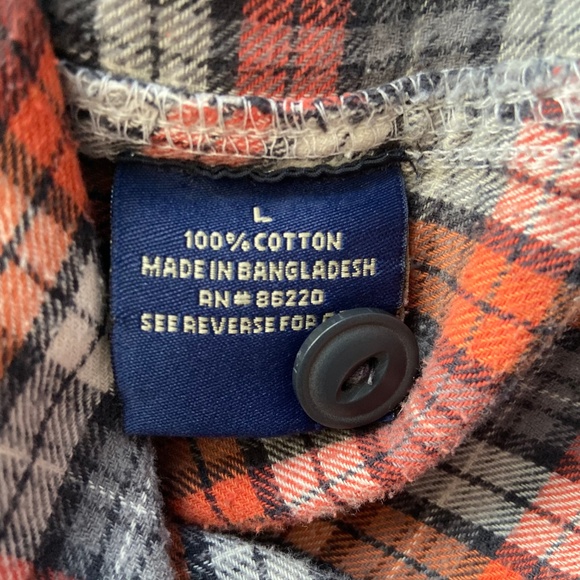 L
100% COTTON
MADE IN BANGLADESH
RN# 86220
SEE REVERSE FOR